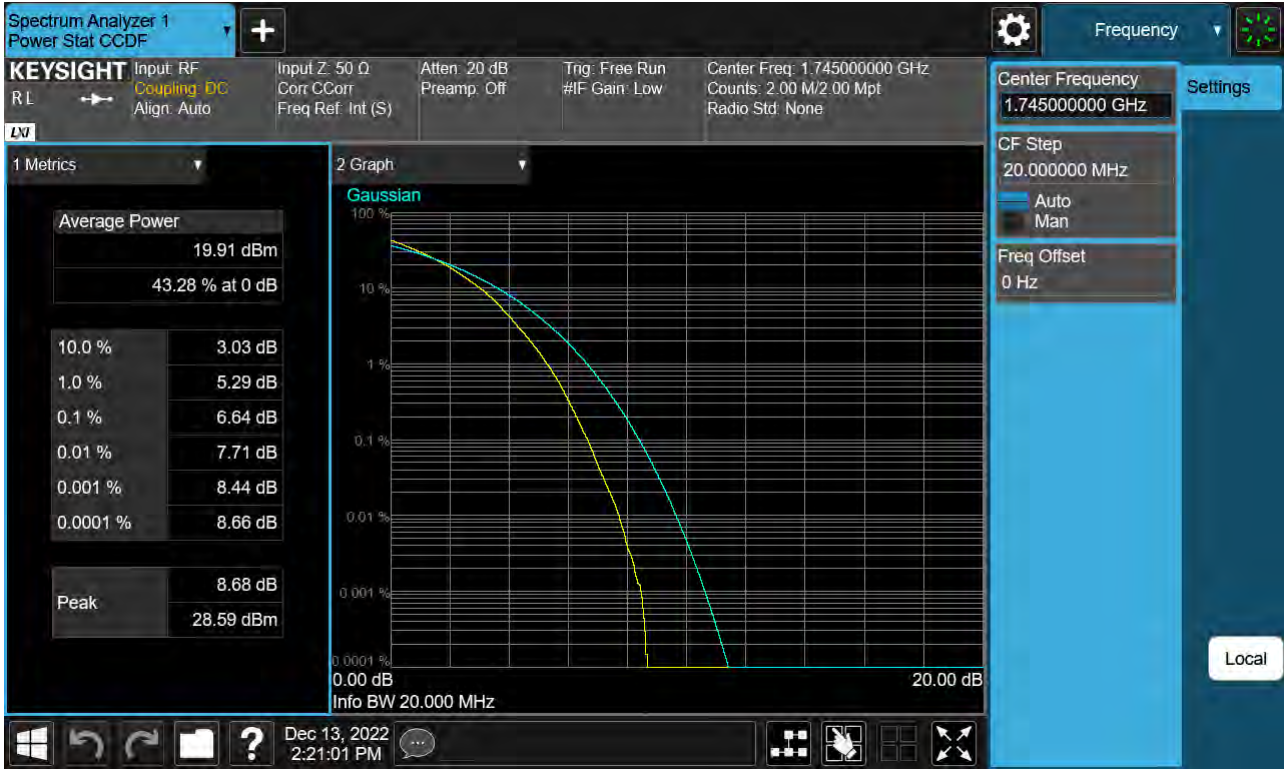 Spectrum Analyzer 1
Power Stat CCDF
+
Frequency
KEYSIGHT
RL
LXI
Input: RF
Coupling: DC
Align: Auto
Input Z: 50 Ω
Corr CCorr
Freq Ref: Int (S)
Atten: 20 dB
Preamp: Off
Trig: Free Run
#IF Gain: Low
Center Freq: 1.745000000 GHz
Counts: 2.00 M/2.00 Mpt
Radio Std: None
Center Frequency
1.745000000 GHz
Settings
CF Step
20.000000 MHz
Auto
Man
Freq Offset
0 Hz
1 Metrics
Average Power
19.91 dBm
43.28 % at 0 dB
10.0 % 3.03 dB
1.0 % 5.29 dB
0.1 % 6.64 dB
0.01 % 7.71 dB
0.001 % 8.44 dB
0.0001 % 8.66 dB
Peak
8.68 dB
28.59 dBm
2 Graph
Gaussian
100 %
10 %
1 %
0.1 %
0.01 %
0.001 %
0.0001 %
0.00 dB 20.00 dB
Info BW 20.000 MHz
Local
?
Dec 13, 2022
2:21:01 PM